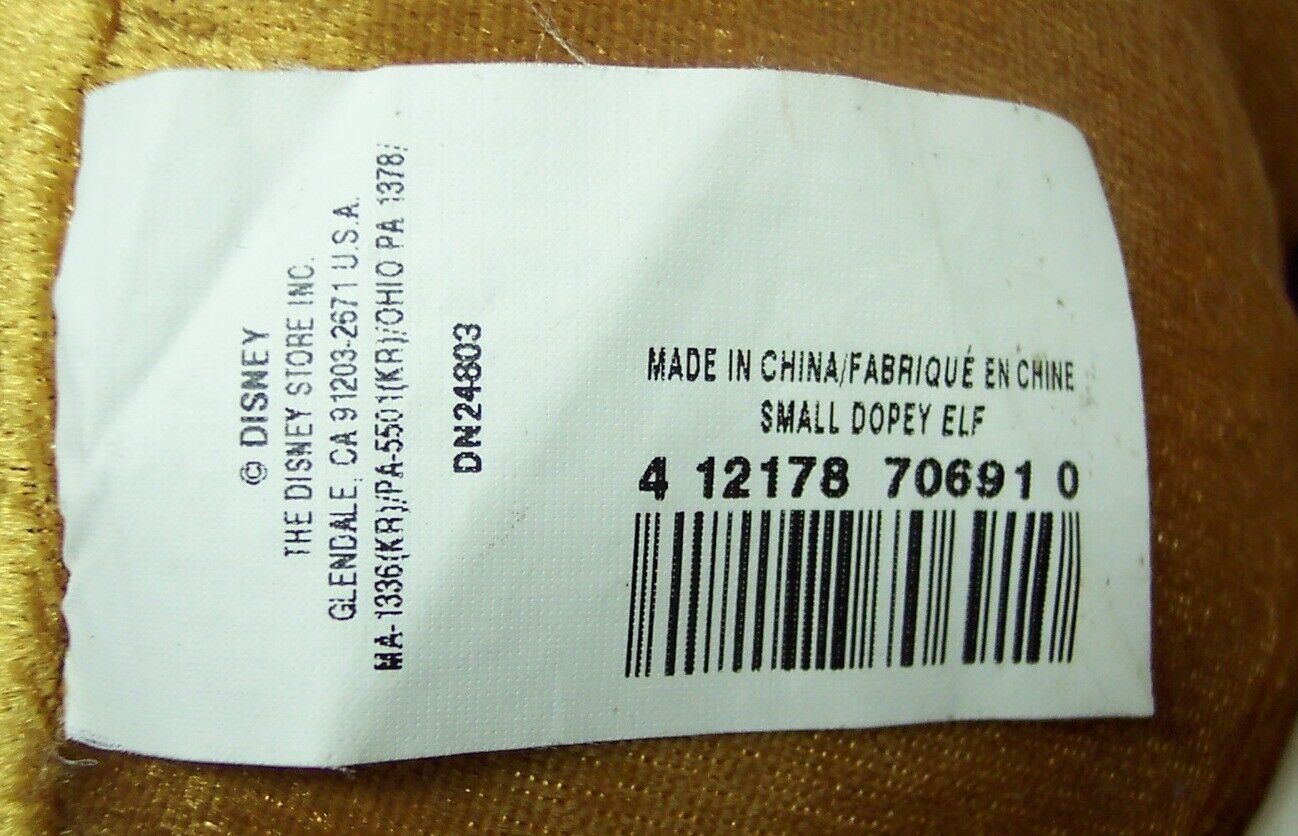 © DISNEY
THE DISNEY STORE INC.
GLENDALE, CA 91203-2671 U.S.A.
MA-1336(KR)/PA-5501(KR)/OHIO PA 1378/
DN24803
MADE IN CHINA/FABRIQUÉ EN CHINE
SMALL DOPEY ELF
4 12178 70691 0